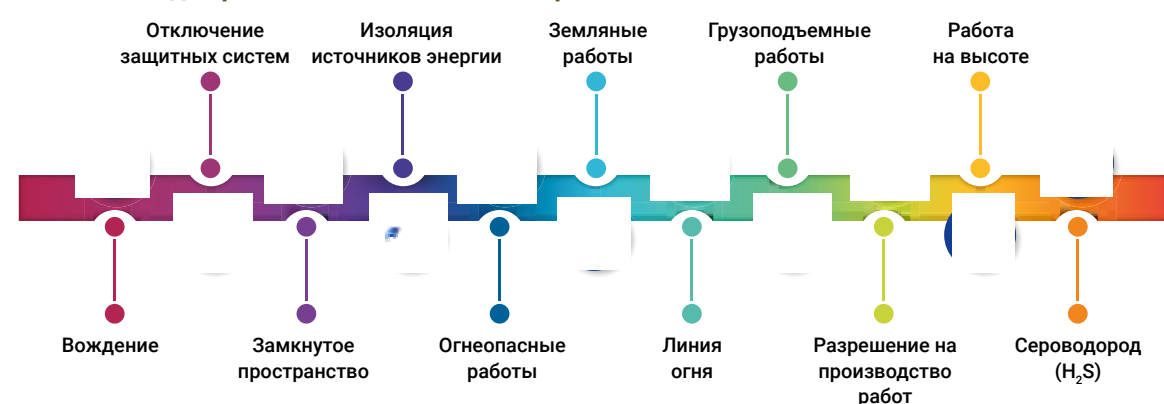 Отключение
защитных систем
Изоляция
источников энергии
Земляные
работы
Грузоподъемные
работы
Работа
на высоте
Вождение
Замкнутое
пространство
Огнеопасные
работы
Линия
огня
Разрешение на
производство
работ
Сероводород
(H₂S)